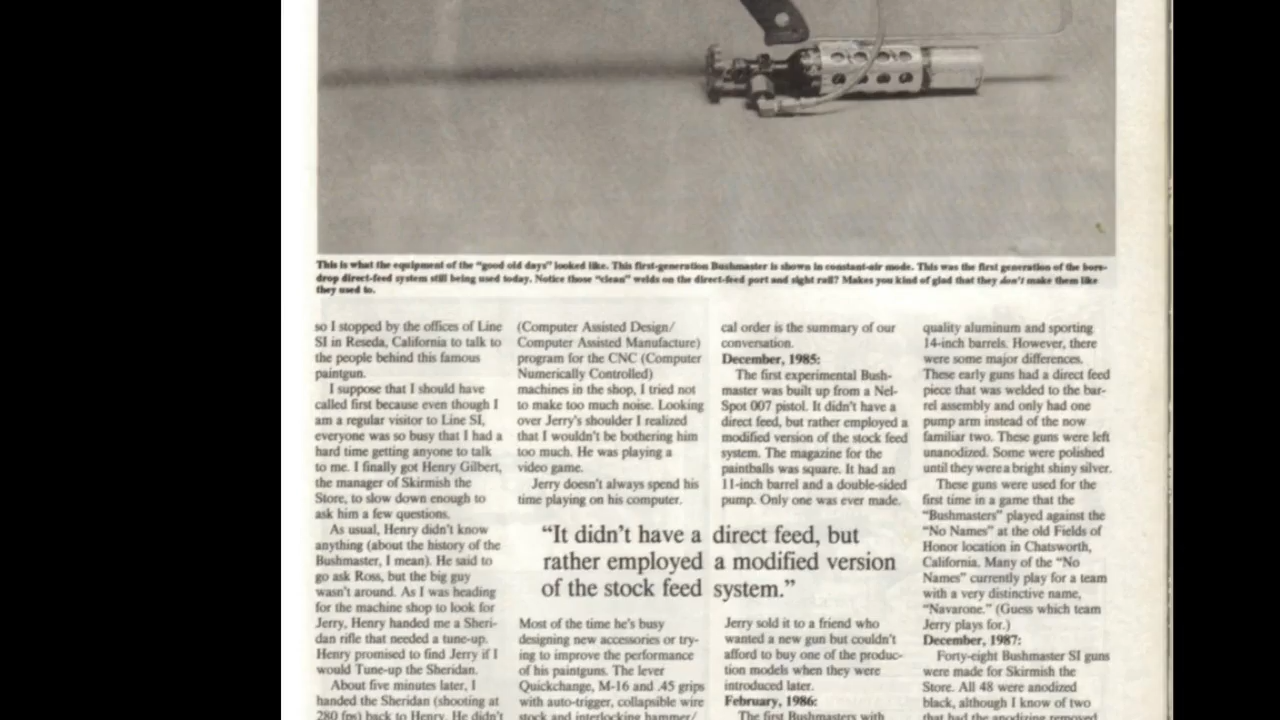 This is what the equipment of the "good old days" looked like. This first-generation Bushmaster is shown in constant-air mode. This was the first generation of the bore-
drop direct-feed system still being used today. Notice those "clean" welds on the direct-feed port and sight rail? Makes you kind of glad that they don't make them like
they used to.
so I stopped by the offices of Line
SI in Reseda, California to talk to
the people behind this famous
paintgun.
I suppose that I should have
called first because even though I
am a regular visitor to Line SI,
everyone was so busy that I had a
hard time getting anyone to talk
to me. I finally got Henry Gilbert,
the manager of Skirmish the
Store, to slow down enough to
ask him a few questions.
As usual, Henry didn't know
anything (about the history of the
Bushmaster, I mean). He said to
go ask Ross, but the big guy
wasn't around. As I was heading
for the machine shop to look for
Jerry, Henry handed me a Sheri-
dan rifle that needed a tune-up.
Henry promised to find Jerry if I
would Tune-up the Sheridan.
About five minutes later, I
handed the Sheridan (shooting at
280 fps) back to Henry. He didn't
(Computer Assisted Design/
Computer Assisted Manufacture)
program for the CNC (Computer
Numerically Controlled)
machines in the shop, I tried not
to make too much noise. Looking
over Jerry's shoulder I realized
that I wouldn't be bothering him
too much. He was playing a
video game.
Jerry doesn't always spend his
time playing on his computer.
"It didn't have a direct feed, but
rather employed a modified version
of the stock feed system."
Most of the time he's busy
designing new accessories or try-
ing to improve the performance
of his paintguns. The lever
Quickchange, M-16 and .45 grips
with auto-trigger, collapsible wire
stock and interlocking hammer/
cal order is the summary of our
conversation.
December, 1985:
The first experimental Bush-
master was built up from a Nel-
Spot 007 pistol. It didn't have a
direct feed, but rather employed a
modified version of the stock feed
system. The magazine for the
paintballs was square. It had an
11-inch barrel and a double-sided
pump. Only one was ever made.
Jerry sold it to a friend who
wanted a new gun but couldn't
afford to buy one of the produc-
tion models when they were
introduced later.
February, 1986:
The first Bushmasters with
quality aluminum and sporting
14-inch barrels. However, there
were some major differences.
These early guns had a direct feed
piece that was welded to the bar-
rel assembly and only had one
pump arm instead of the now
familiar two. These guns were left
unanodized. Some were polished
until they were a bright shiny silver.
These guns were used for the
first time in a game that the
"Bushmasters" played against the
"No Names" at the old Fields of
Honor location in Chatsworth,
California. Many of the "No
Names" currently play for a team
with a very distinctive name,
"Navarone." (Guess which team
Jerry plays for.)
December, 1987:
Forty-eight Bushmaster SI guns
were made for Skirmish the
Store. All 48 were anodized
black, although I know of two
that had the anodizing removed